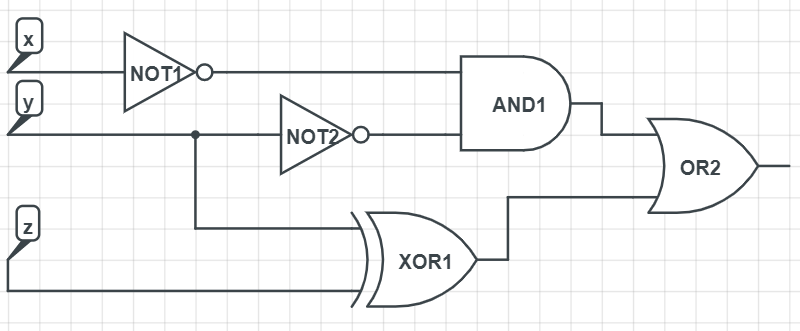 x
NOT1
y
NOT2
AND1
OR2
z
XOR1